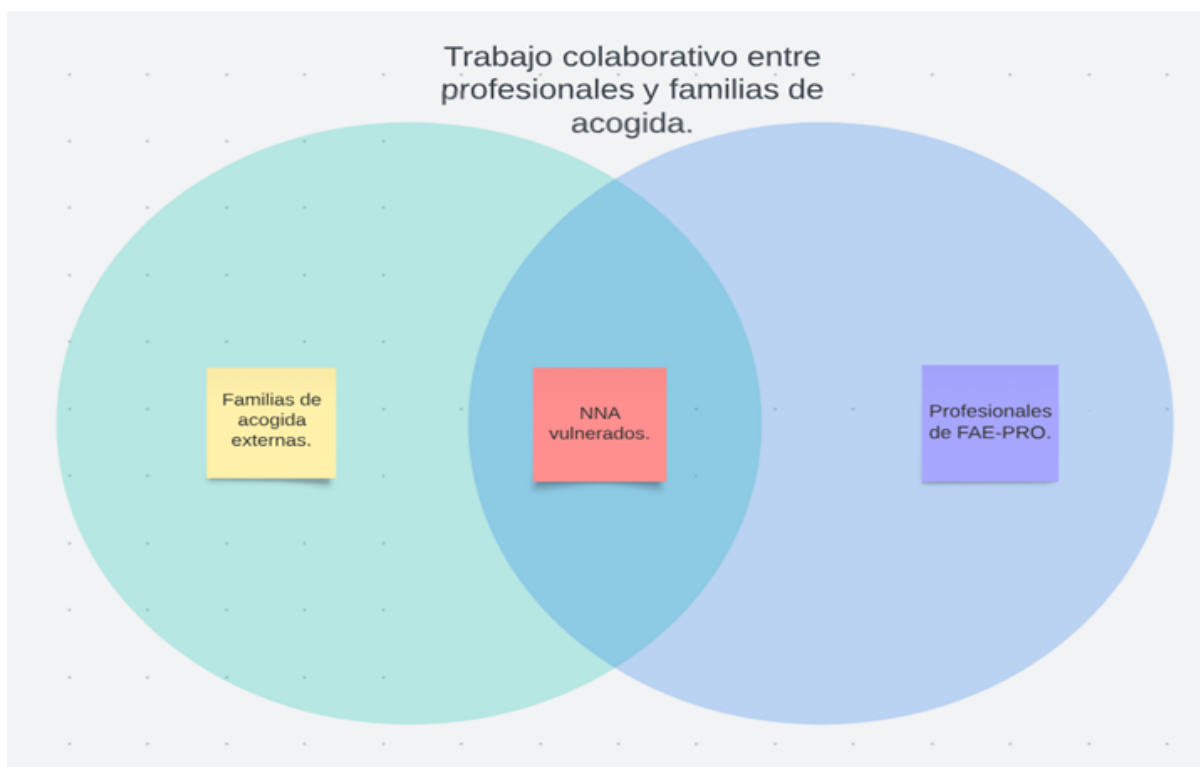 Trabajo colaborativo entre
profesionales y familias de
acogida.
Familias de
acogida
externas.
NNA
vulnerados.
Profesionales
de FAE-PRO.